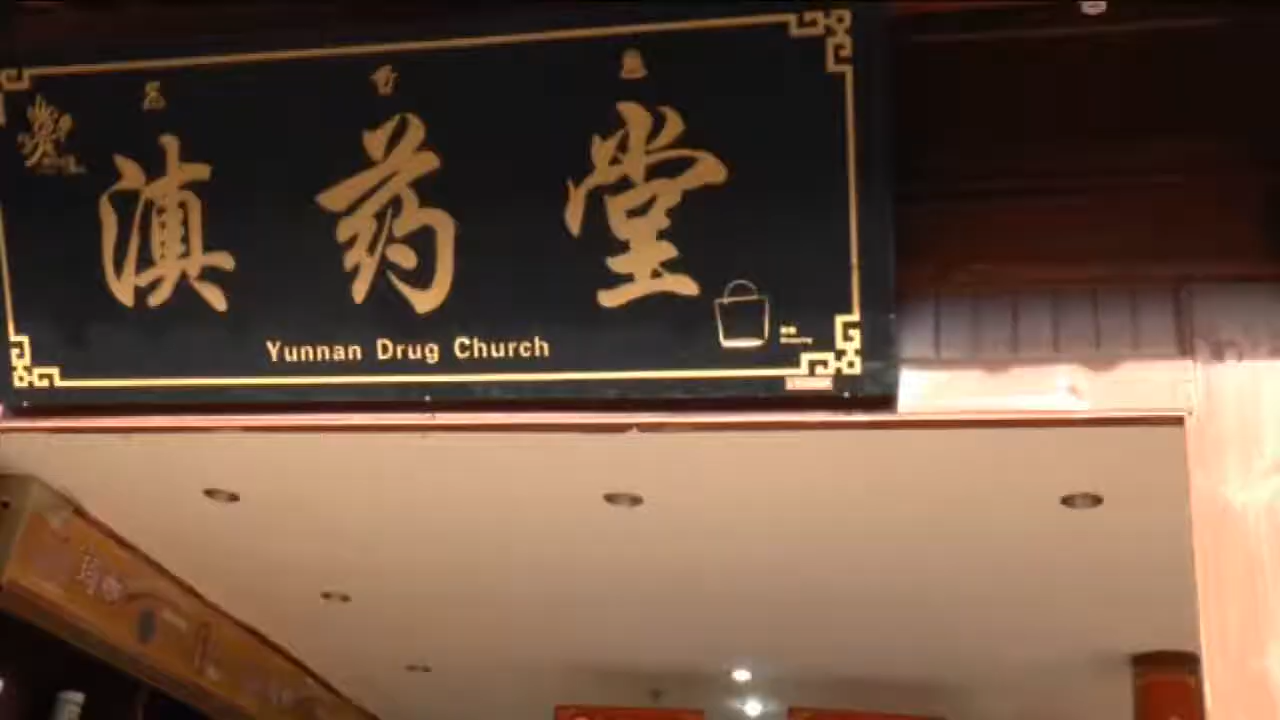 滇药堂
Yunnan Drug Church